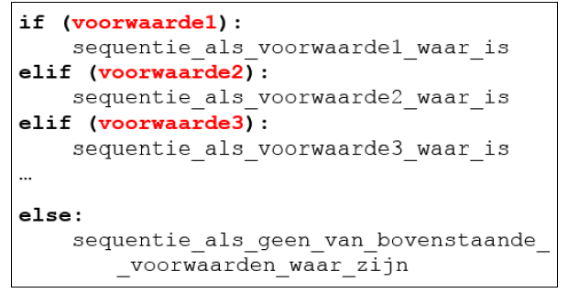 if (voorwaarde1):
sequentie_als_voorwaarde1_waar_is
elif (voorwaarde2):
sequentie_als_voorwaarde2_waar_is
elif (voorwaarde3):
sequentie_als_voorwaarde3_waar_is
…
else:
sequentie_als_geen_van_bovenstaande_
_voorwaarden_waar_zijn